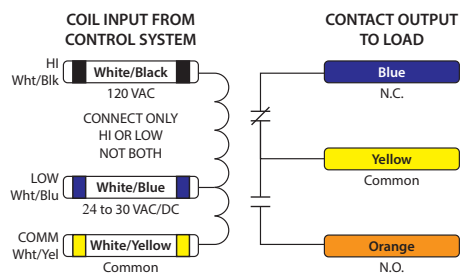 COIL INPUT FROM
CONTROL SYSTEM
HI
Wht/Blk
White/Black
120 VAC
CONNECT ONLY
HI OR LOW
NOT BOTH
LOW
Wht/Blu
White/Blue
24 to 30 VAC/DC
COMM
Wht/Yel
White/Yellow
Common
CONTACT OUTPUT
TO LOAD
Blue
N.C.
Yellow
Common
Orange
N.O.